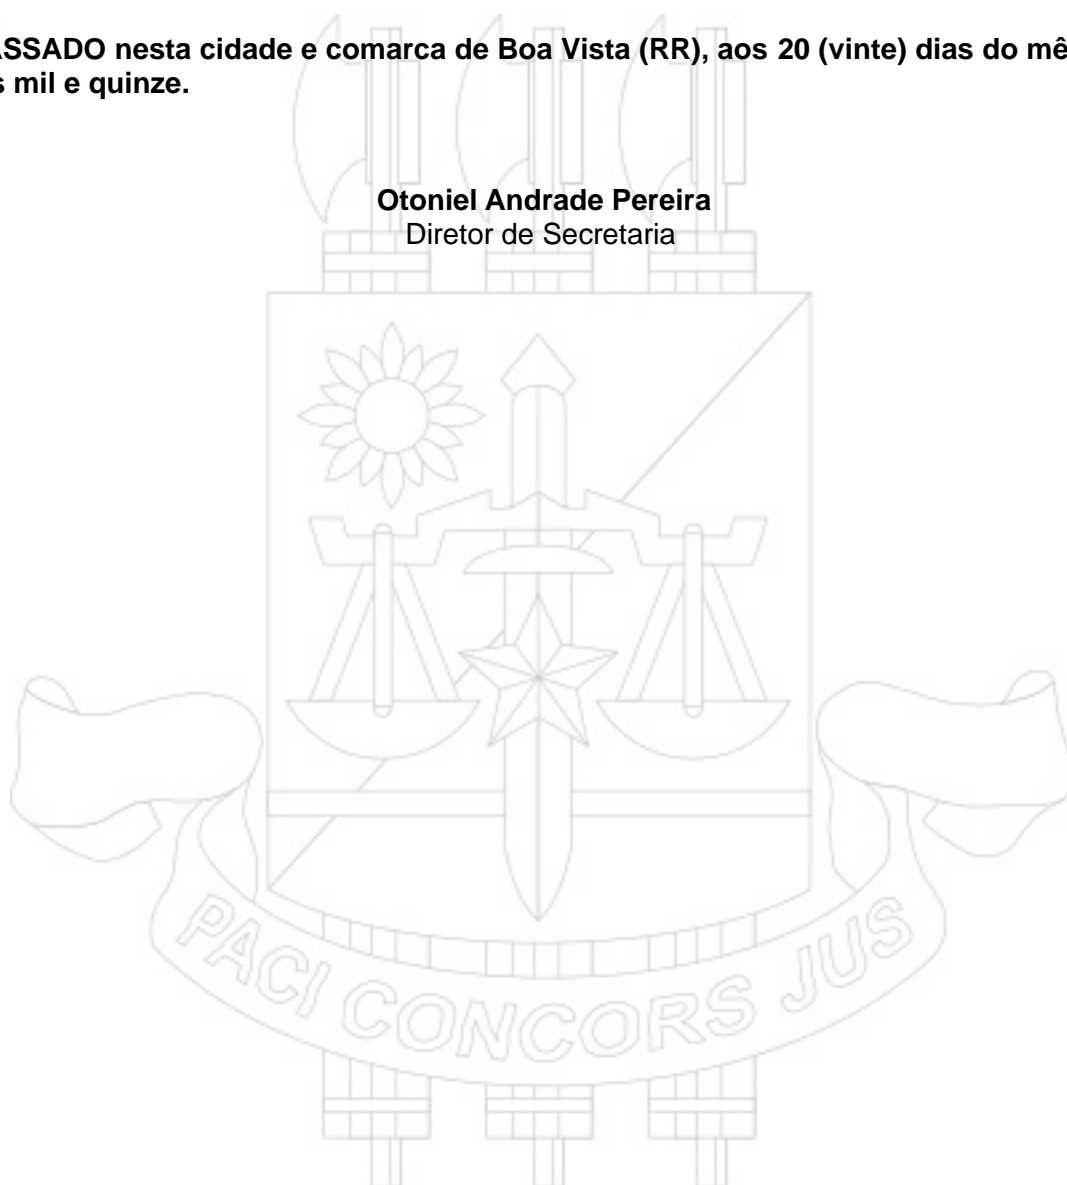 ASSADO nesta cidade e comarca de Boa Vista (RR), aos 20 (vinte) dias do mê
s mil e quinze.
Otoniel Andrade Pereira
Diretor de Secretaria
PACI CONCORS JUS